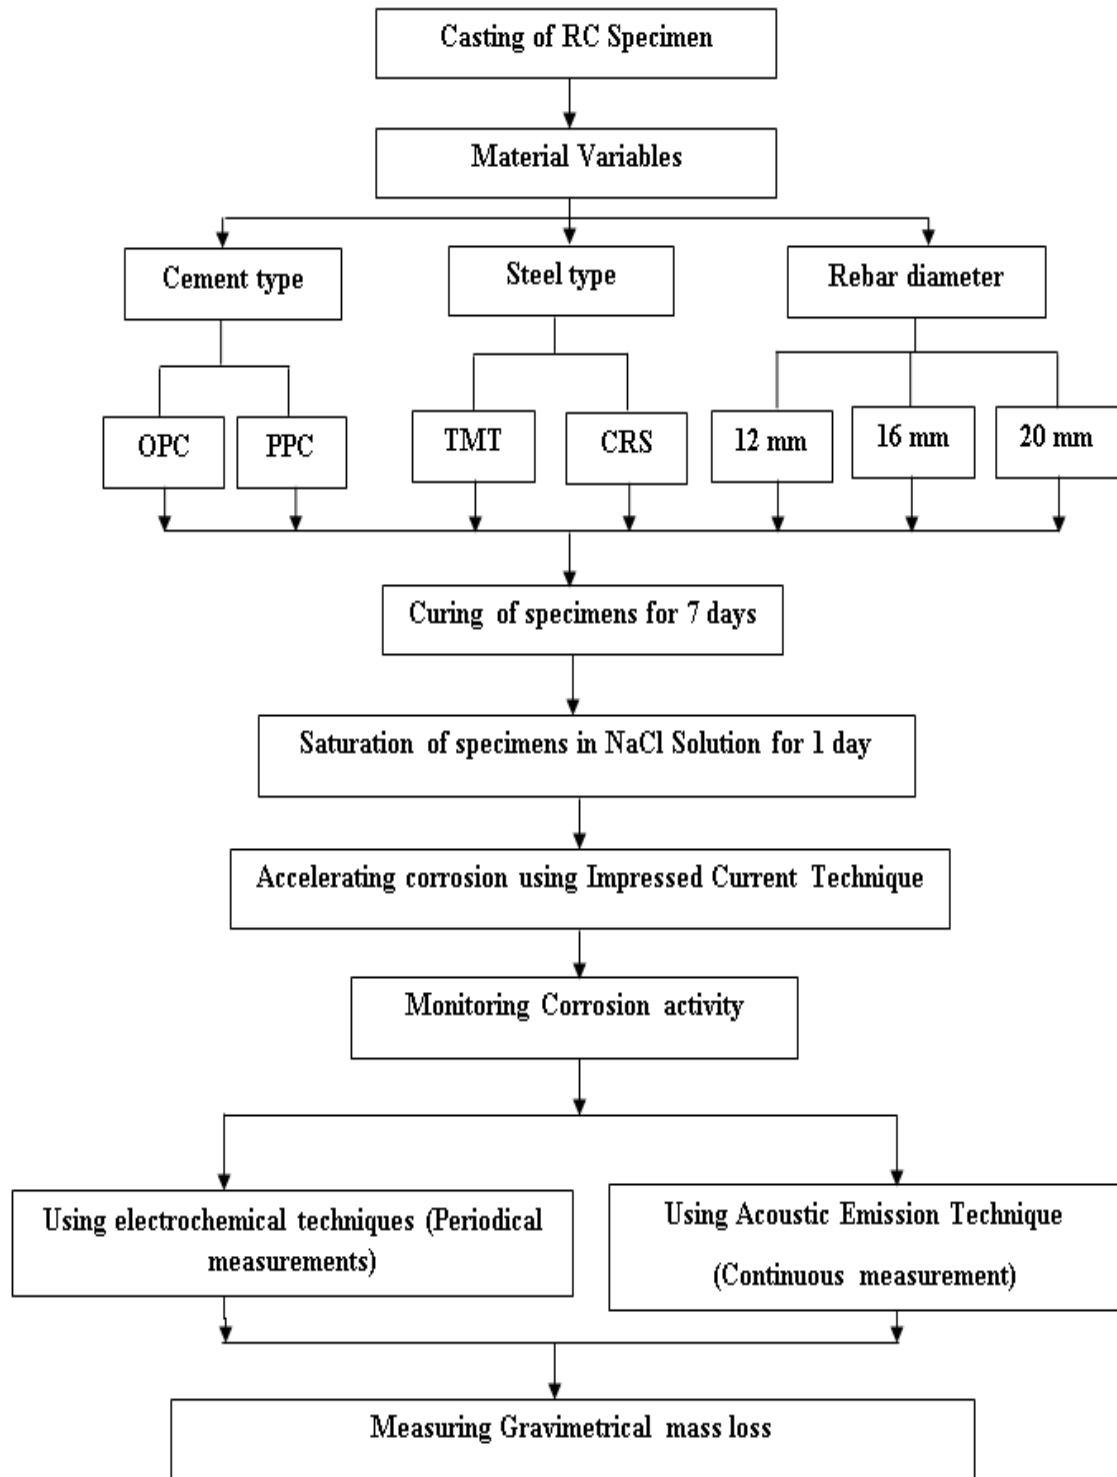 Casting of RC Specimen
Material Variables
Cement type
Steel type
Rebar diameter
OPC
PPC
TMT
CRS
12 mm
16 mm
20 mm
Curing of specimens for 7 days
Saturation of specimens in NaCl Solution for 1 day
Accelerating corrosion using Impressed Current Technique
Monitoring Corrosion activity
Using electrochemical techniques (Periodical
measurements)
Using Acoustic Emission Technique
(Continuous measurement)
Measuring Gravimetrical mass loss